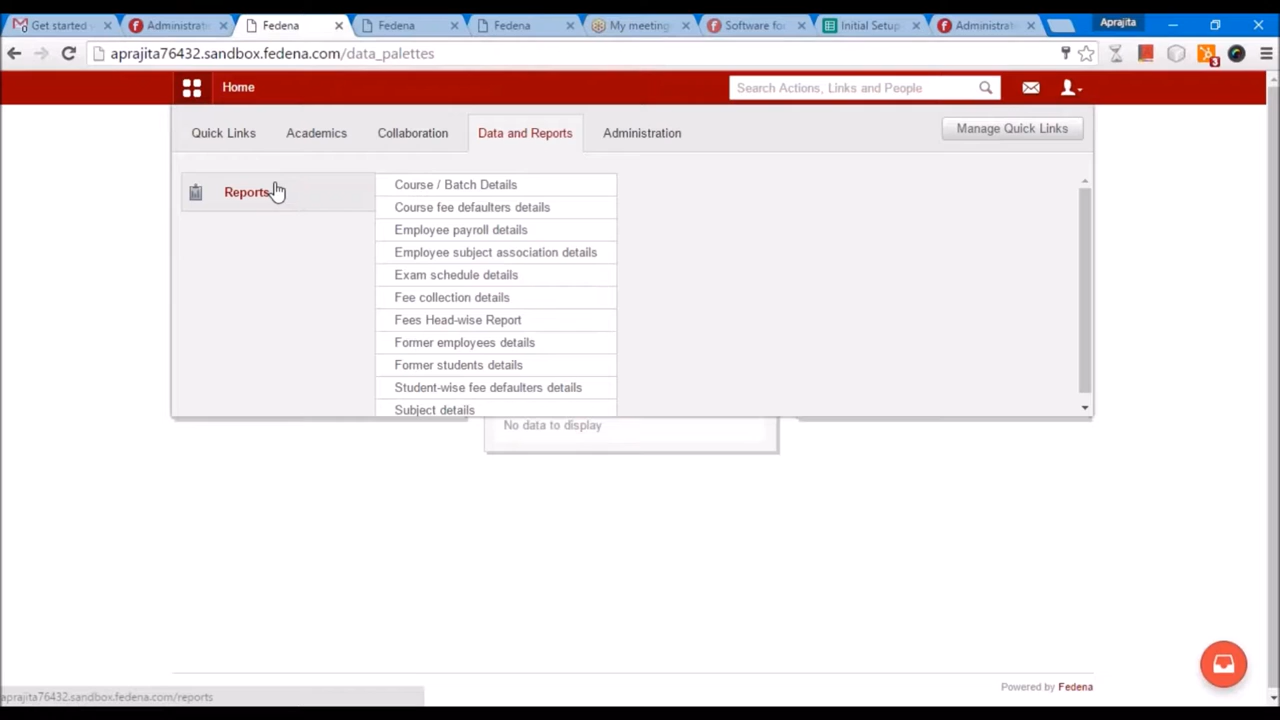 Get started
Administrat
Fedena
Fedena
Fedena
My meeting
Software for
Initial Setup
Administrat
Aprajita
aprajita76432.sandbox.fedena.com/data_palettes
3
Home
Search Actions, Links and People
Quick Links
Academics
Collaboration
Data and Reports
Administration
Manage Quick Links
Reports
Course / Batch Details
Course fee defaulters details
Employee payroll details
Employee subject association details
Exam schedule details
Fee collection details
Fees Head-wise Report
Former employees details
Former students details
Student-wise fee defaulters details
Subject details
No data to display
Powered by Fedena
aprajita76432.sandbox.fedena.com/reports